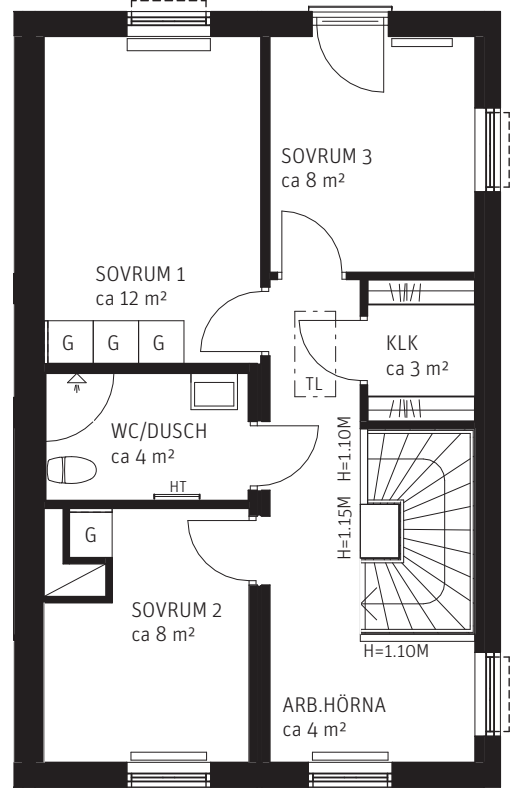 SOVRUM 3
ca 8 m²
SOVRUM 1
ca 12 m²
G G G
TL
KLK
ca 3 m²
WC/DUSCH
ca 4 m²
HT
H=1.10M
H=1.15M
G
SOVRUM 2
ca 8 m²
H=1.10M
ARB.HÖRNA
ca 4 m²